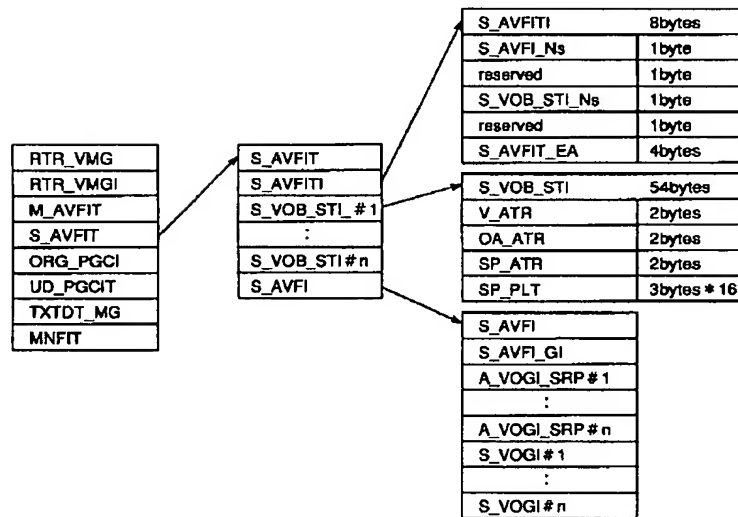 RTR_VMG
RTR_VMGI
M_AVFIT
S_AVFIT
ORG_PGCI
UD_PGCIT
TXTDT_MG
MNFIT
S_AVFIT
S_AVFITI
S_VOB_STI_#1
:
S_VOB_STI#n
S_AVFI
S_AVFITI 8bytes
S_AVFI_Ns 1byte
reserved 1byte
S_VOB_STI_Ns 1byte
reserved 1byte
S_AVFIT_EA 4bytes
S_VOB_STI 54bytes
V_ATR 2bytes
OA_ATR 2bytes
SP_ATR 2bytes
SP_PLT 3bytes*16
S_AVFI
S_AVFI_GI
A_VOGI_SRP#1
:
A_VOGI_SRP#n
S_VOGI#1
:
S_VOGI#n